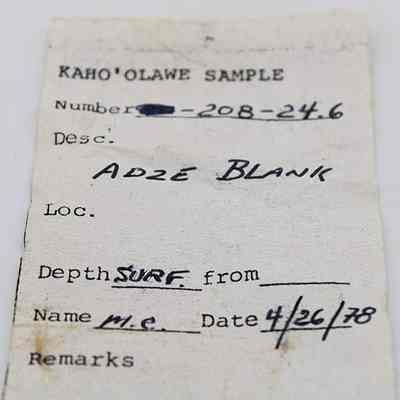 KAHO'OLAWE SAMPLE
Number -208-24.6
Desc.
ADZE BLANK
Loc.
Depth SURF. from
Name M.C. Date 4/26/78
Remarks